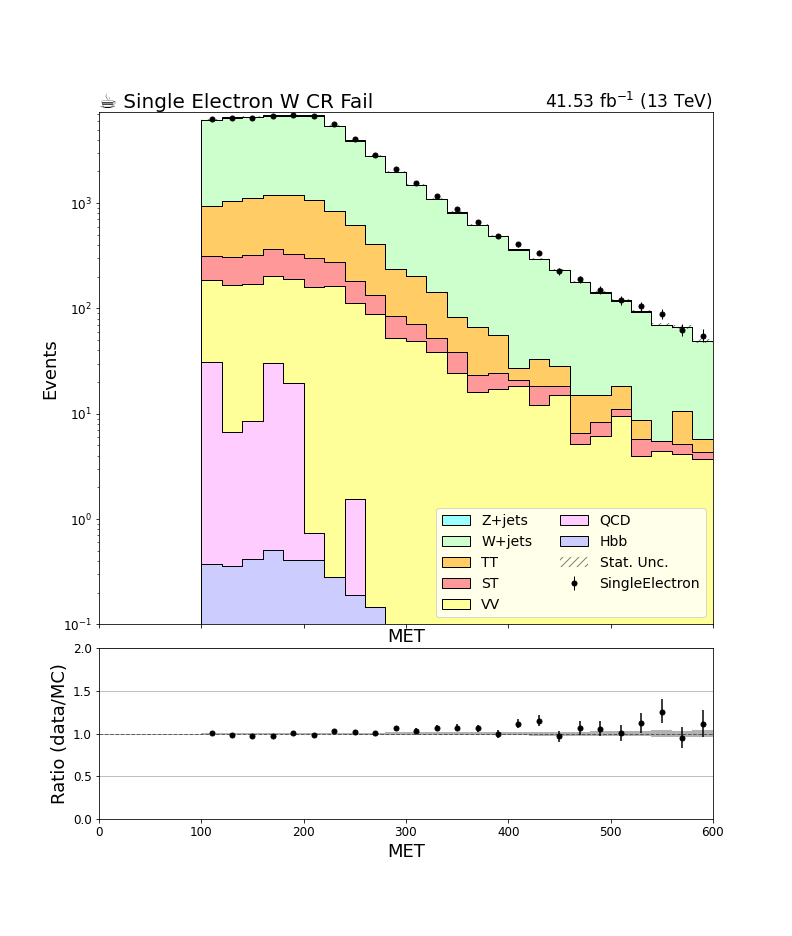 ☕ Single Electron W CR Fail
41.53 fb⁻¹ (13 TeV)
Events
10³
10²
10¹
10⁰
10⁻¹
Z+jets
W+jets
TT
ST
VV
QCD
Hbb
Stat. Unc.
SingleElectron
MET
Ratio (data/MC)
2.0
1.5
1.0
0.5
0.0
0 100 200 300 400 500 600
MET